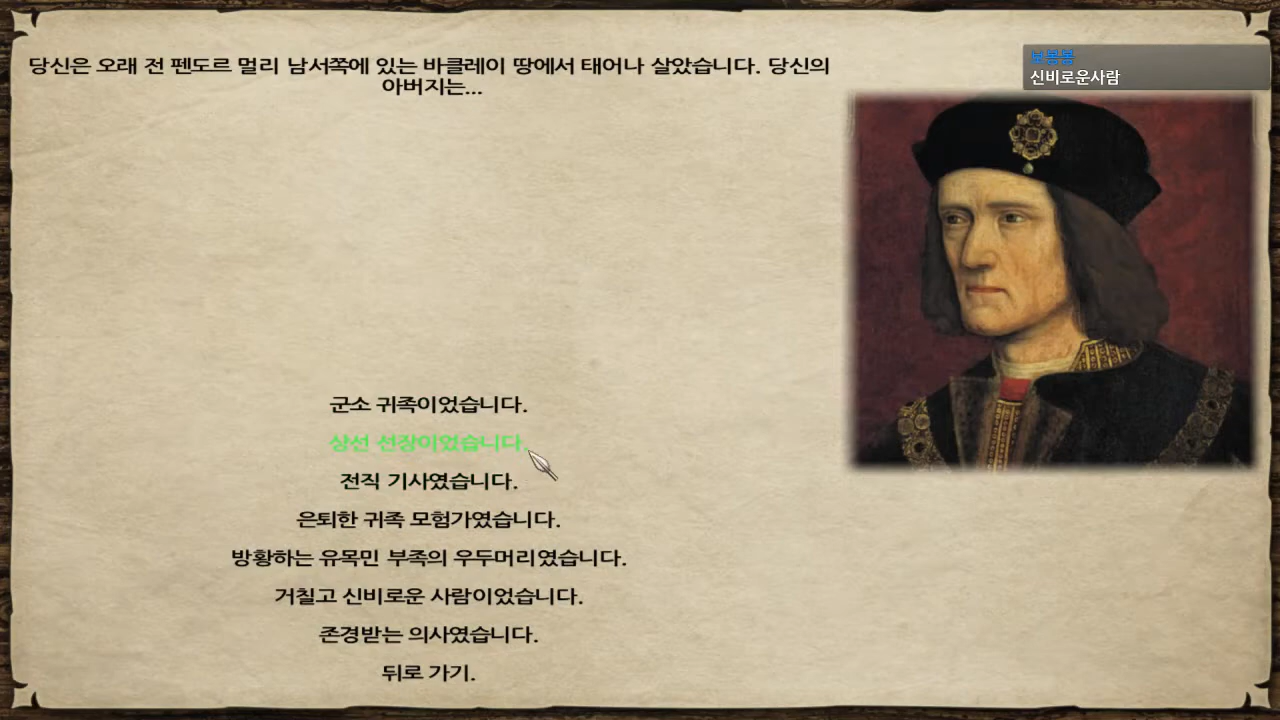 당신은 오래 전 펜도르 멀리 남서쪽에 있는 바클레이 땅에서 태어나 살았습니다. 당신의
아버지는...
보봉봉
신비로운사람
군소 귀족이었습니다.
상선 선장이었습니다.
전직 기사였습니다.
은퇴한 귀족 모험가였습니다.
방황하는 유목민 부족의 우두머리였습니다.
거칠고 신비로운 사람이었습니다.
존경받는 의사였습니다.
뒤로 가기.